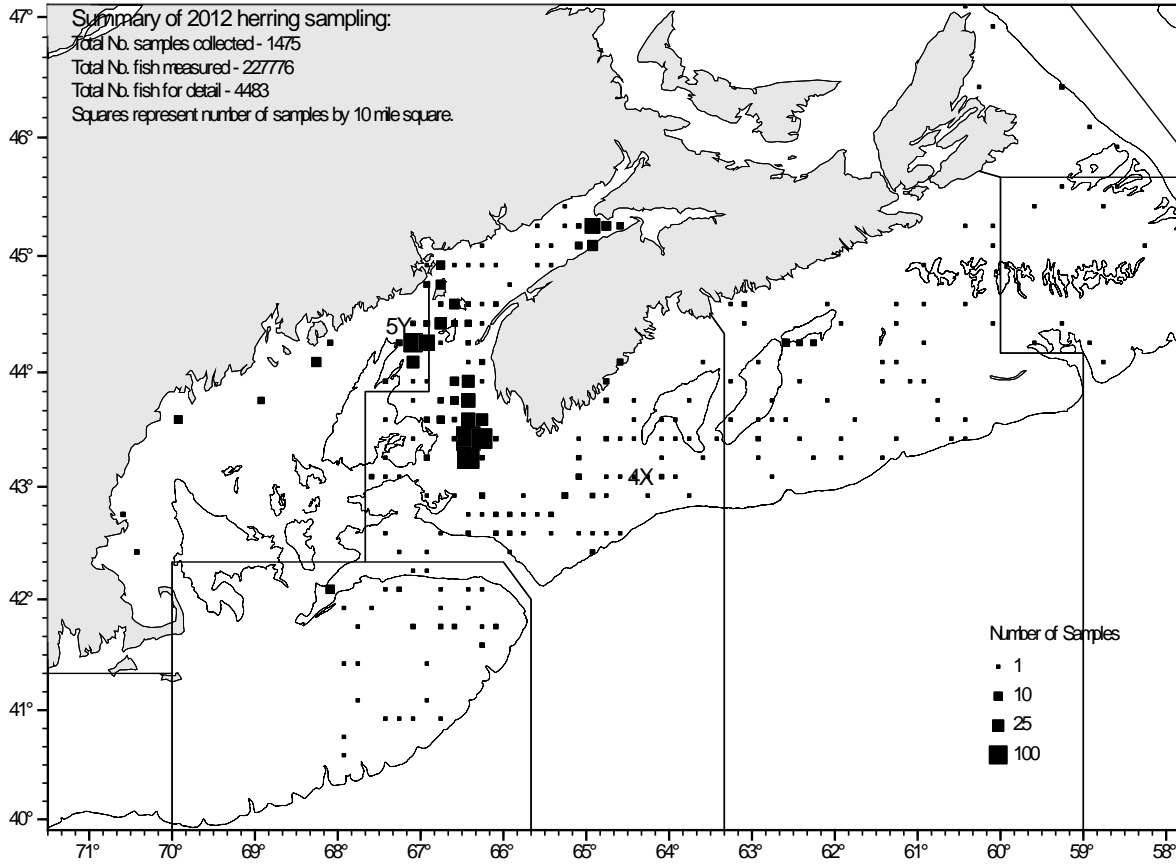 Summary of 2012 herring sampling:
Total No. samples collected - 1475
Total No. fish measured - 227776
Total No. fish for detail - 4483
Squares represent number of samples by 10 mile square.
47°
46°
45°
44°
43°
42°
41°
40°
5Y
4X
Number of Samples
1
10
25
100
71° 70° 69° 68° 67° 66° 65° 64° 63° 62° 61° 60° 59° 58°